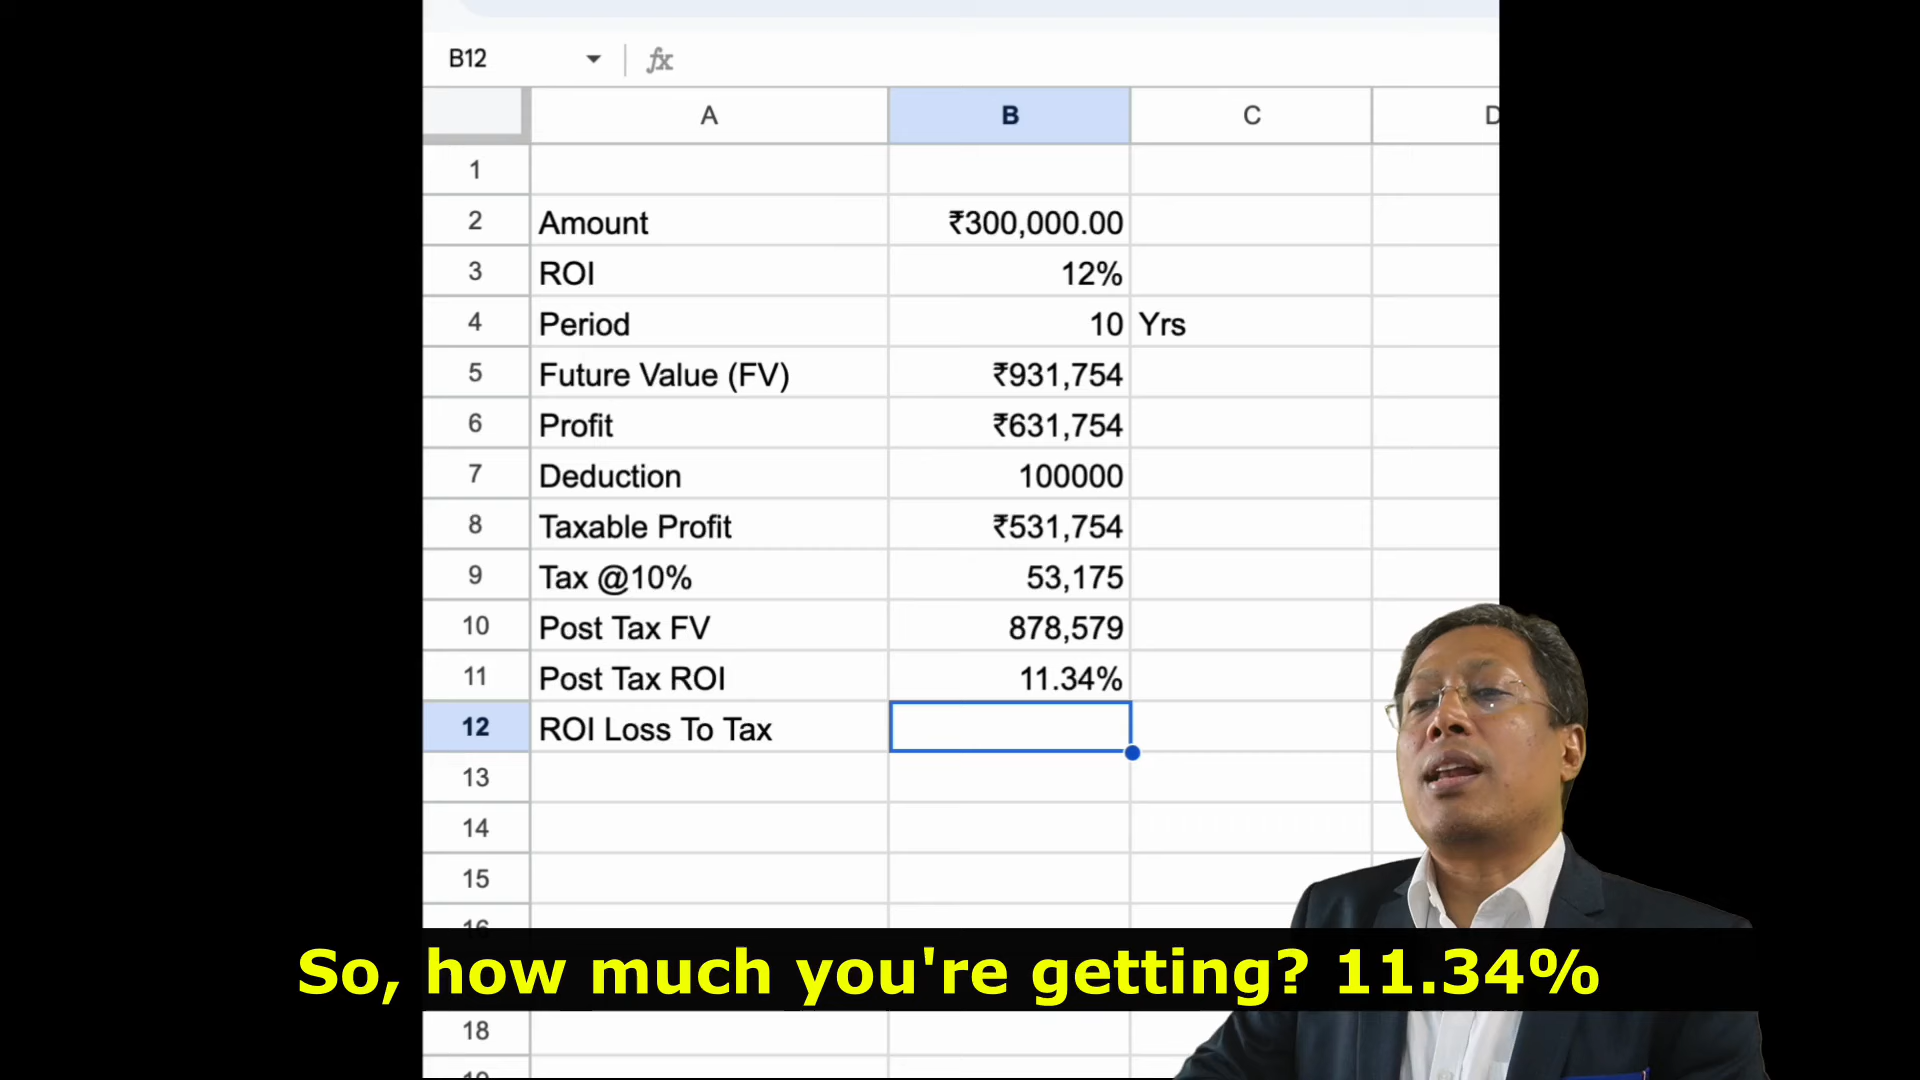 B12 fx
A B C D
1
2 Amount ₹300,000.00
3 ROI 12%
4 Period 10 Yrs
5 Future Value (FV) ₹931,754
6 Profit ₹631,754
7 Deduction 100000
8 Taxable Profit ₹531,754
9 Tax @10% 53,175
10 Post Tax FV 878,579
11 Post Tax ROI 11.34%
12 ROI Loss To Tax
13
14
15
16
So, how much you're getting? 11.34%
18
19